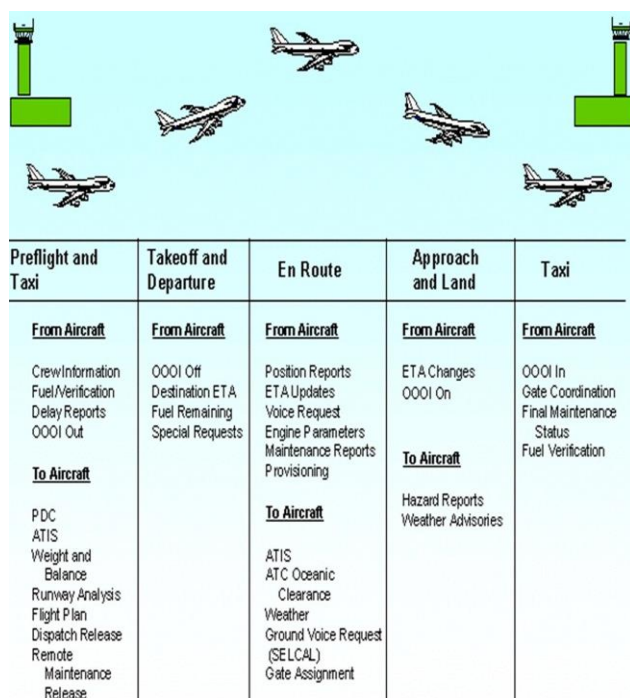 Preflight and
Taxi
From Aircraft
Crew Information
Fuel/Verification
Delay Reports
OOOI Out
To Aircraft
PDC
ATIS
Weight and
Balance
Runway Analysis
Flight Plan
Dispatch Release
Remote
Maintenance
Release
Takeoff and
Departure
From Aircraft
OOOI Off
Destination ETA
Fuel Remaining
Special Requests
En Route
From Aircraft
Position Reports
ETA Updates
Voice Request
Engine Parameters
Maintenance Reports
Provisioning
To Aircraft
ATIS
ATC Oceanic
Clearance
Weather
Ground Voice Request
(SELCAL)
Gate Assignment
Approach
and Land
From Aircraft
ETA Changes
OOOI On
To Aircraft
Hazard Reports
Weather Advisories
Taxi
From Aircraft
OOOI In
Gate Coordination
Final Maintenance
Status
Fuel Verification